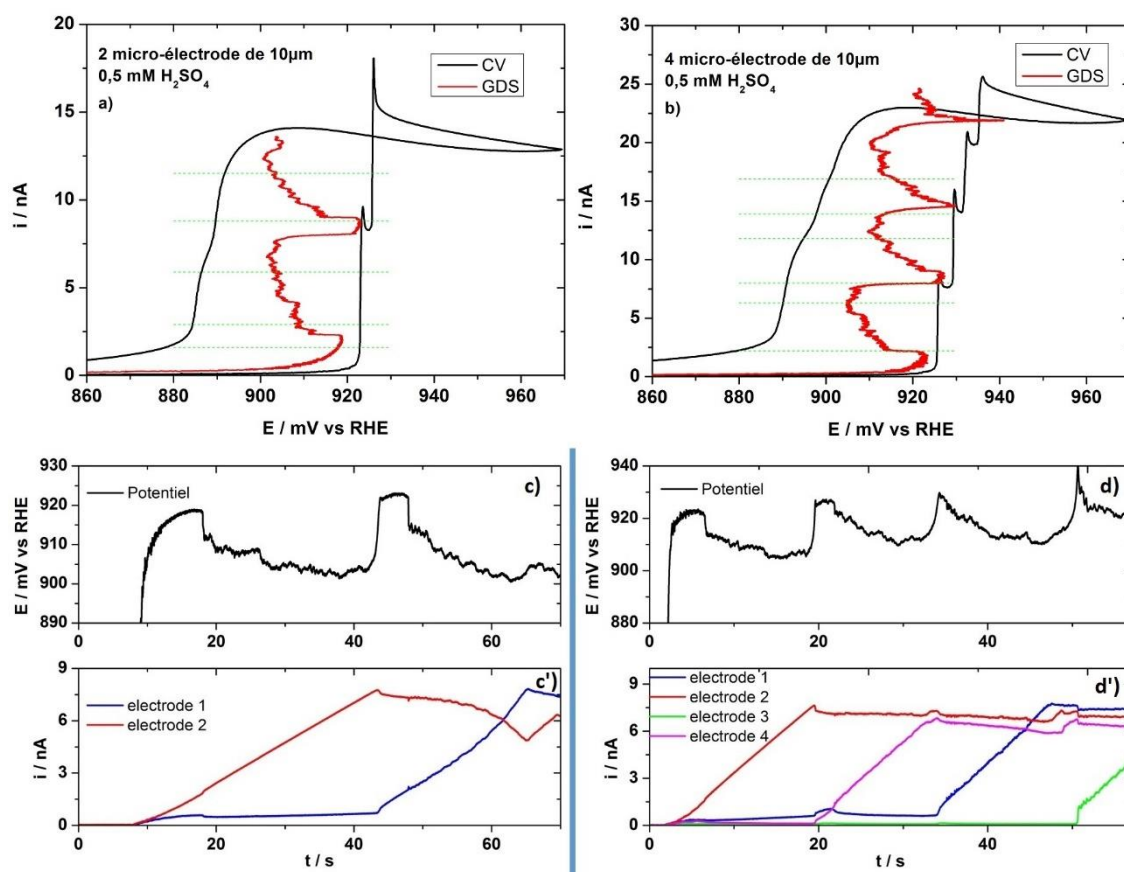 2 micro-électrode de 10µm
0,5 mM H₂SO₄
a)
CV
GDS
20
15
10
5
0
i / nA
860 880 900 920 940 960
E / mV vs RHE
4 micro-électrode de 10µm
0,5 mM H₂SO₄
b)
CV
GDS
30
25
20
15
10
5
0
i / nA
860 880 900 920 940 960
E / mV vs RHE
930
920
910
900
890
E / mV vs RHE
Potentiel
c)
0 20 40 60
940
920
900
880
E / mV vs RHE
Potentiel
d)
0 20 40
9
6
3
0
i / nA
electrode 1
electrode 2
c')
0 20 40 60
t / s
9
6
3
0
i / nA
electrode 1
electrode 2
electrode 3
electrode 4
d')
0 20 40
t / s